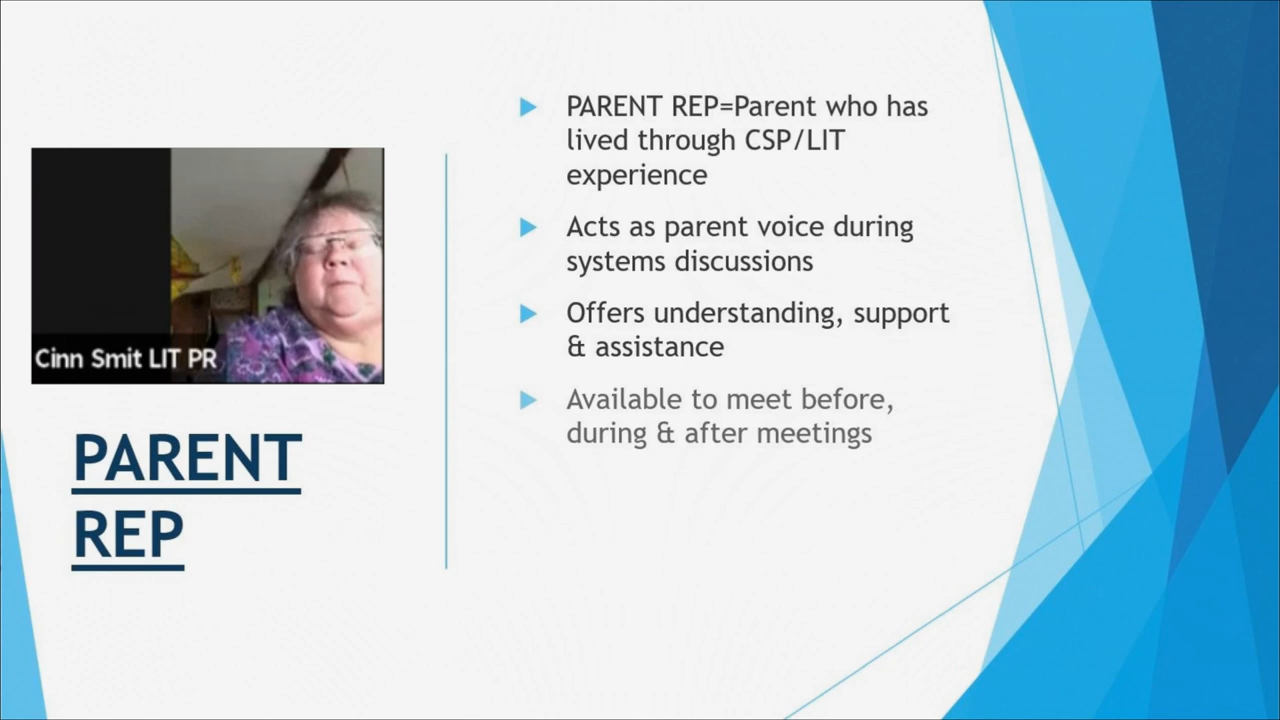 PARENT REP=Parent who has
lived through CSP/LIT
experience
Acts as parent voice during
systems discussions
Offers understanding, support
& assistance
Available to meet before,
during & after meetings
Cinn Smit LIT PR
PARENT
REP